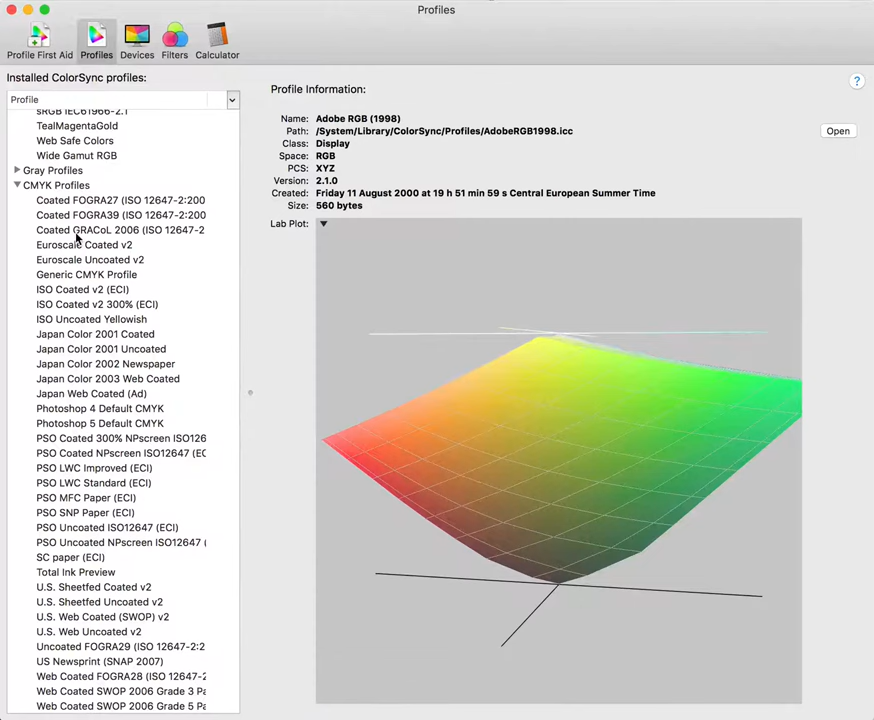 Profiles
Profile First Aid
Profiles
Devices
Filters
Calculator
Installed ColorSync profiles:
Profile
sRGB IEC61966-2.1
TealMagentaGold
Web Safe Colors
Wide Gamut RGB
Gray Profiles
CMYK Profiles
Coated FOGRA27 (ISO 12647-2:200
Coated FOGRA39 (ISO 12647-2:200
Coated GRACoL 2006 (ISO 12647-2
Euroscale Coated v2
Euroscale Uncoated v2
Generic CMYK Profile
ISO Coated v2 (ECI)
ISO Coated v2 300% (ECI)
ISO Uncoated Yellowish
Japan Color 2001 Coated
Japan Color 2001 Uncoated
Japan Color 2002 Newspaper
Japan Color 2003 Web Coated
Japan Web Coated (Ad)
Photoshop 4 Default CMYK
Photoshop 5 Default CMYK
PSO Coated 300% NPscreen ISO126
PSO Coated NPscreen ISO12647 (EC
PSO LWC Improved (ECI)
PSO LWC Standard (ECI)
PSO MFC Paper (ECI)
PSO SNP Paper (ECI)
PSO Uncoated ISO12647 (ECI)
PSO Uncoated NPscreen ISO12647 (
SC paper (ECI)
Total Ink Preview
U.S. Sheetfed Coated v2
U.S. Sheetfed Uncoated v2
U.S. Web Coated (SWOP) v2
U.S. Web Uncoated v2
Uncoated FOGRA29 (ISO 12647-2:2
US Newsprint (SNAP 2007)
Web Coated FOGRA28 (ISO 12647-2
Web Coated SWOP 2006 Grade 3 Pa
Web Coated SWOP 2006 Grade 5 Pa
Profile Information:
?
Name: Adobe RGB (1998)
Path: /System/Library/ColorSync/Profiles/AdobeRGB1998.icc
Open
Class: Display
Space: RGB
PCS: XYZ
Version: 2.1.0
Created: Friday 11 August 2000 at 19 h 51 min 59 s Central European Summer Time
Size: 560 bytes
Lab Plot: